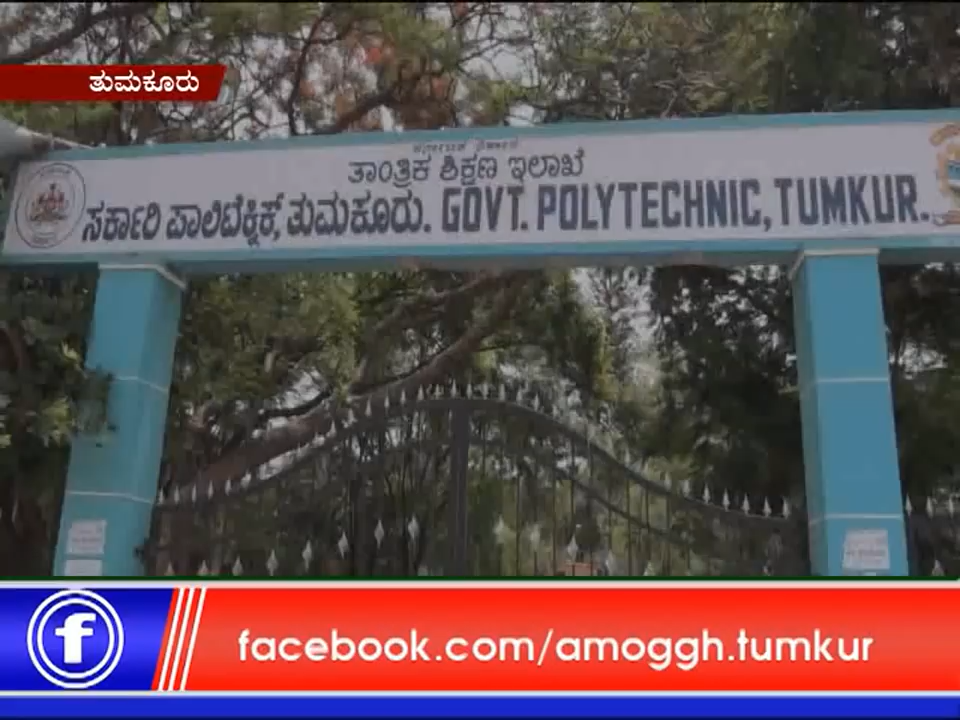 ತುಮಕೂರು
ತಾಂತ್ರಿಕ ಶಿಕ್ಷಣ ಇಲಾಖೆ
ಸರ್ಕಾರಿ ಪಾಲಿಟೆಕ್ನಿಕ್, ತುಮಕೂರು. GOVT. POLYTECHNIC, TUMKUR.
facebook.com/amoggh.tumkur